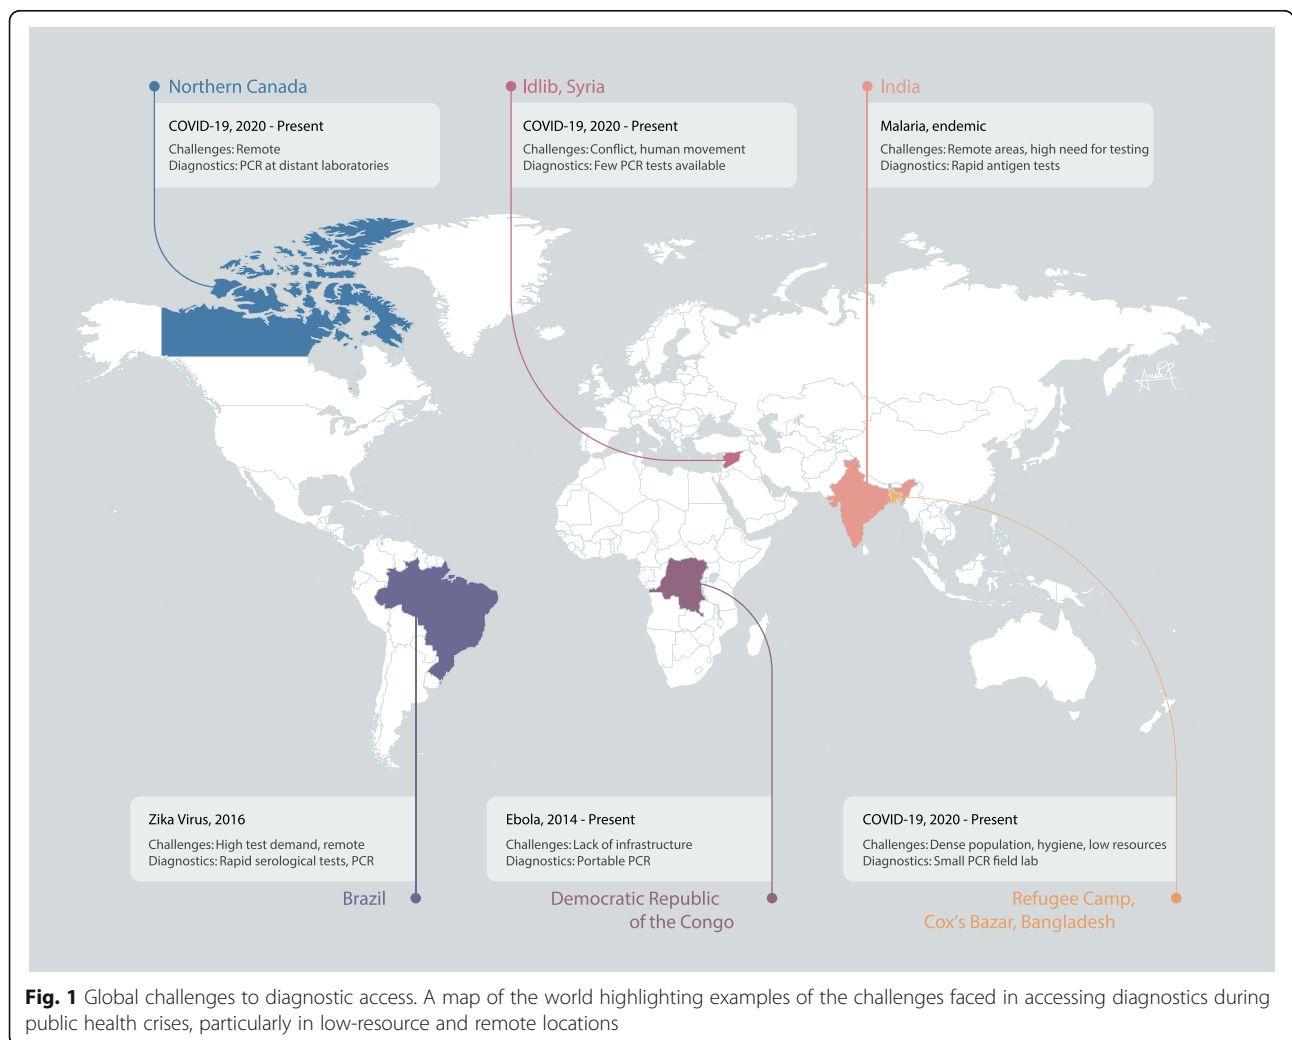 Northern Canada
COVID-19, 2020 - Present
Challenges: Remote
Diagnostics: PCR at distant laboratories
Idlib, Syria
COVID-19, 2020 - Present
Challenges: Conflict, human movement
Diagnostics: Few PCR tests available
India
Malaria, endemic
Challenges: Remote areas, high need for testing
Diagnostics: Rapid antigen tests
Zika Virus, 2016
Challenges: High test demand, remote
Diagnostics: Rapid serological tests, PCR
Brazil
Ebola, 2014 - Present
Challenges: Lack of infrastructure
Diagnostics: Portable PCR
Democratic Republic
of the Congo
COVID-19, 2020 - Present
Challenges: Dense population, hygiene, low resources
Diagnostics: Small PCR field lab
Refugee Camp,
Cox's Bazar, Bangladesh
Fig. 1 Global challenges to diagnostic access. A map of the world highlighting examples of the challenges faced in accessing diagnostics during
public health crises, particularly in low-resource and remote locations